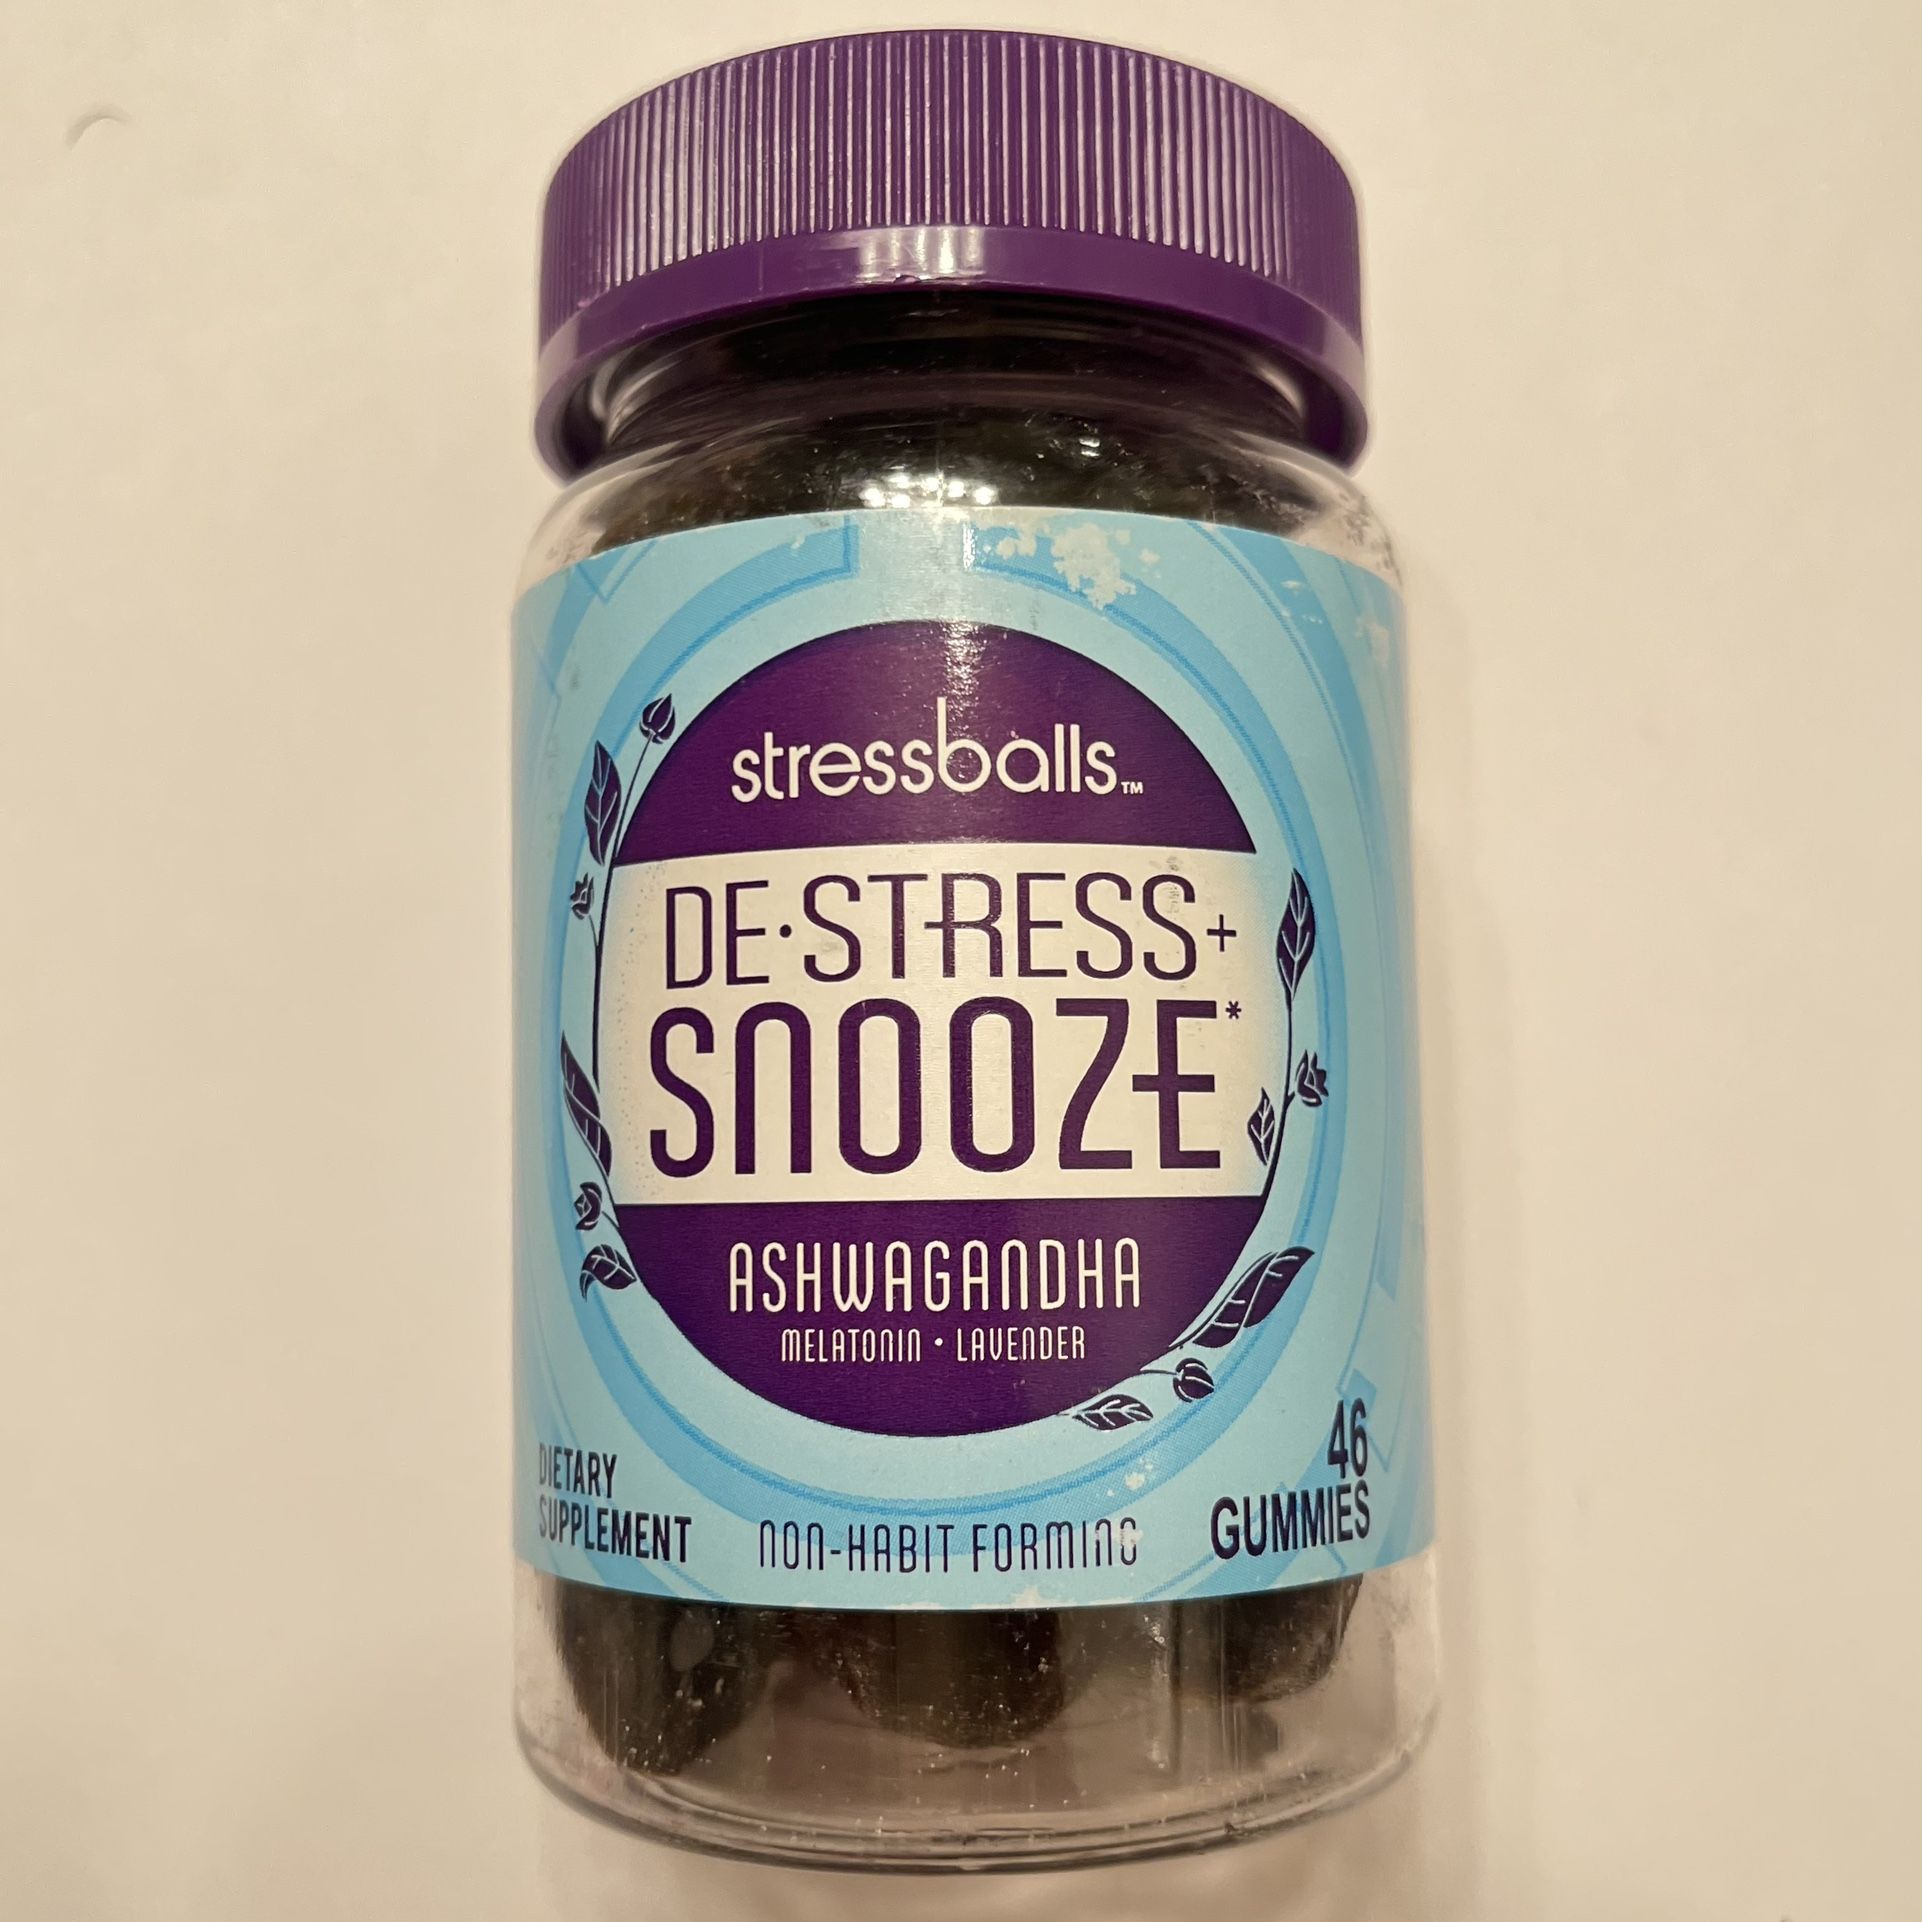 stressballs™
DE·STRESS+
SNOOZE*
ASHWAGANDHA
MELATONIN • LAVENDER
DIETARY
SUPPLEMENT
NON-HABIT FORMING
46
GUMMIES